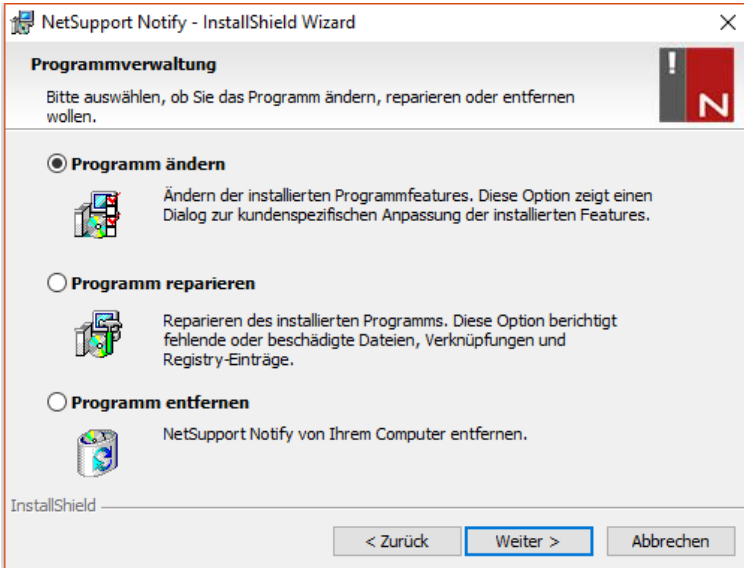 NetSupport Notify - InstallShield Wizard
Programmverwaltung
Bitte auswählen, ob Sie das Programm ändern, reparieren oder entfernen
wollen.
! N
Programm ändern
Ändern der installierten Programmfeatures. Diese Option zeigt einen
Dialog zur kundenspezifischen Anpassung der installierten Features.
Programm reparieren
Reparieren des installierten Programms. Diese Option berichtigt
fehlende oder beschädigte Dateien, Verknüpfungen und
Registry-Einträge.
Programm entfernen
NetSupport Notify von Ihrem Computer entfernen.
InstallShield
< Zurück Weiter > Abbrechen